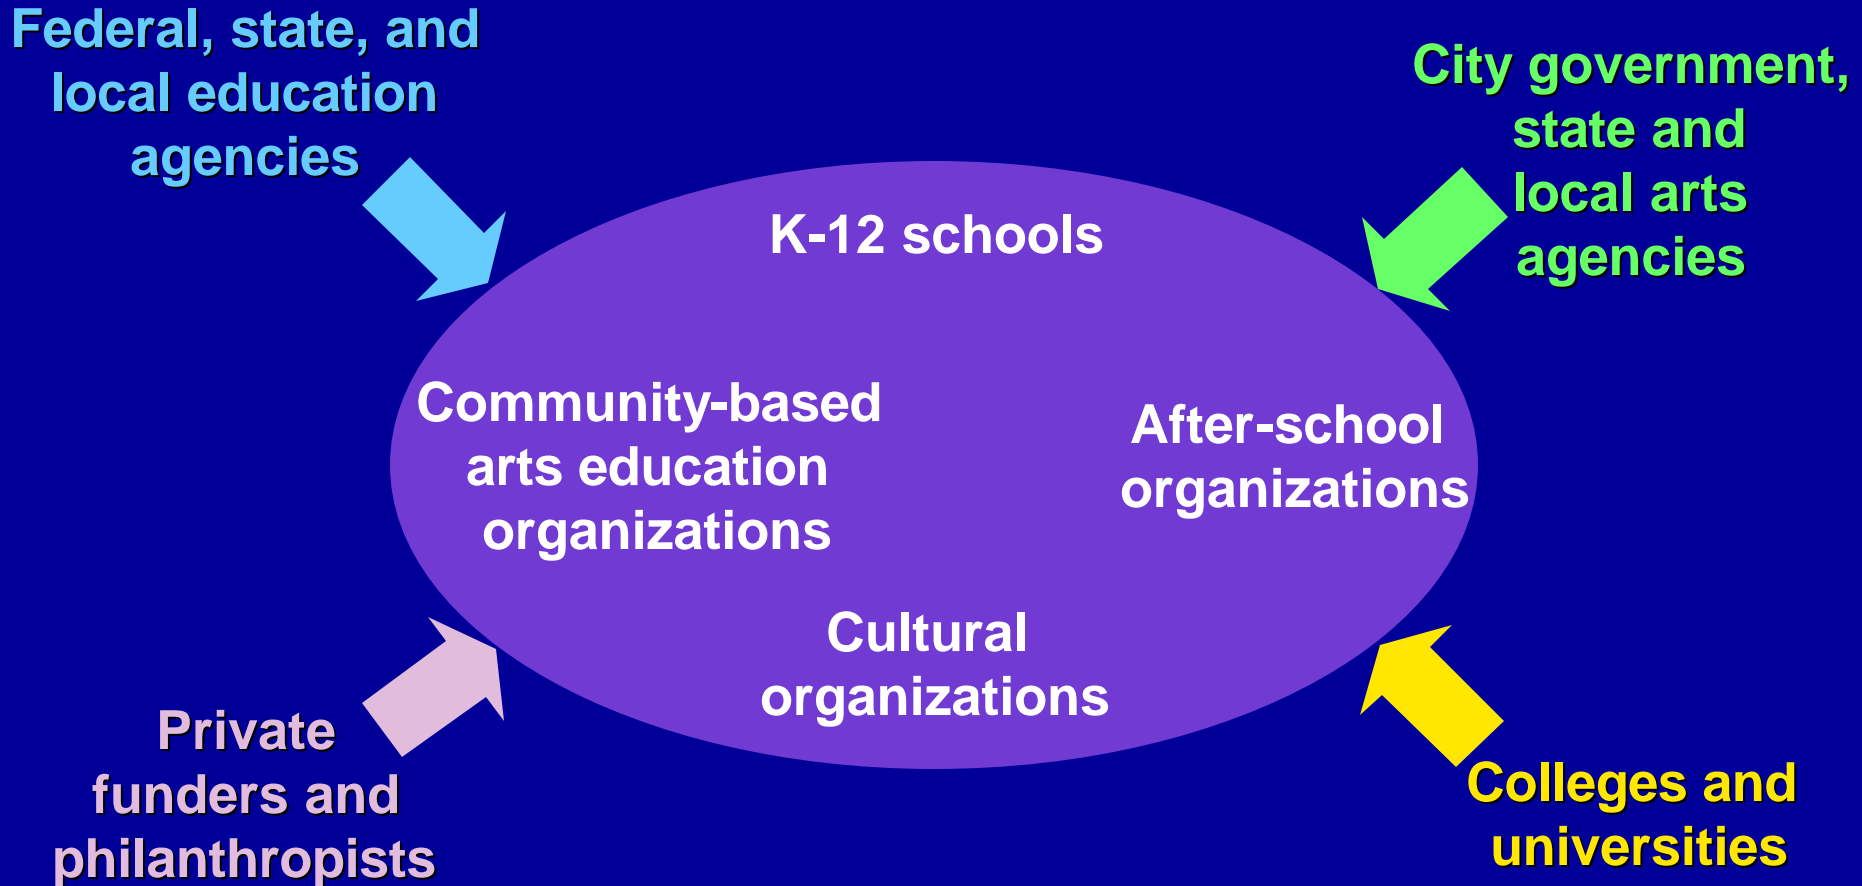 Federal, state, and
local education
agencies
City government,
state and
local arts
agencies
K-12 schools
Community-based
arts education
organizations
After-school
organizations
Cultural
organizations
Private
funders and
philanthropists
Colleges and
universities